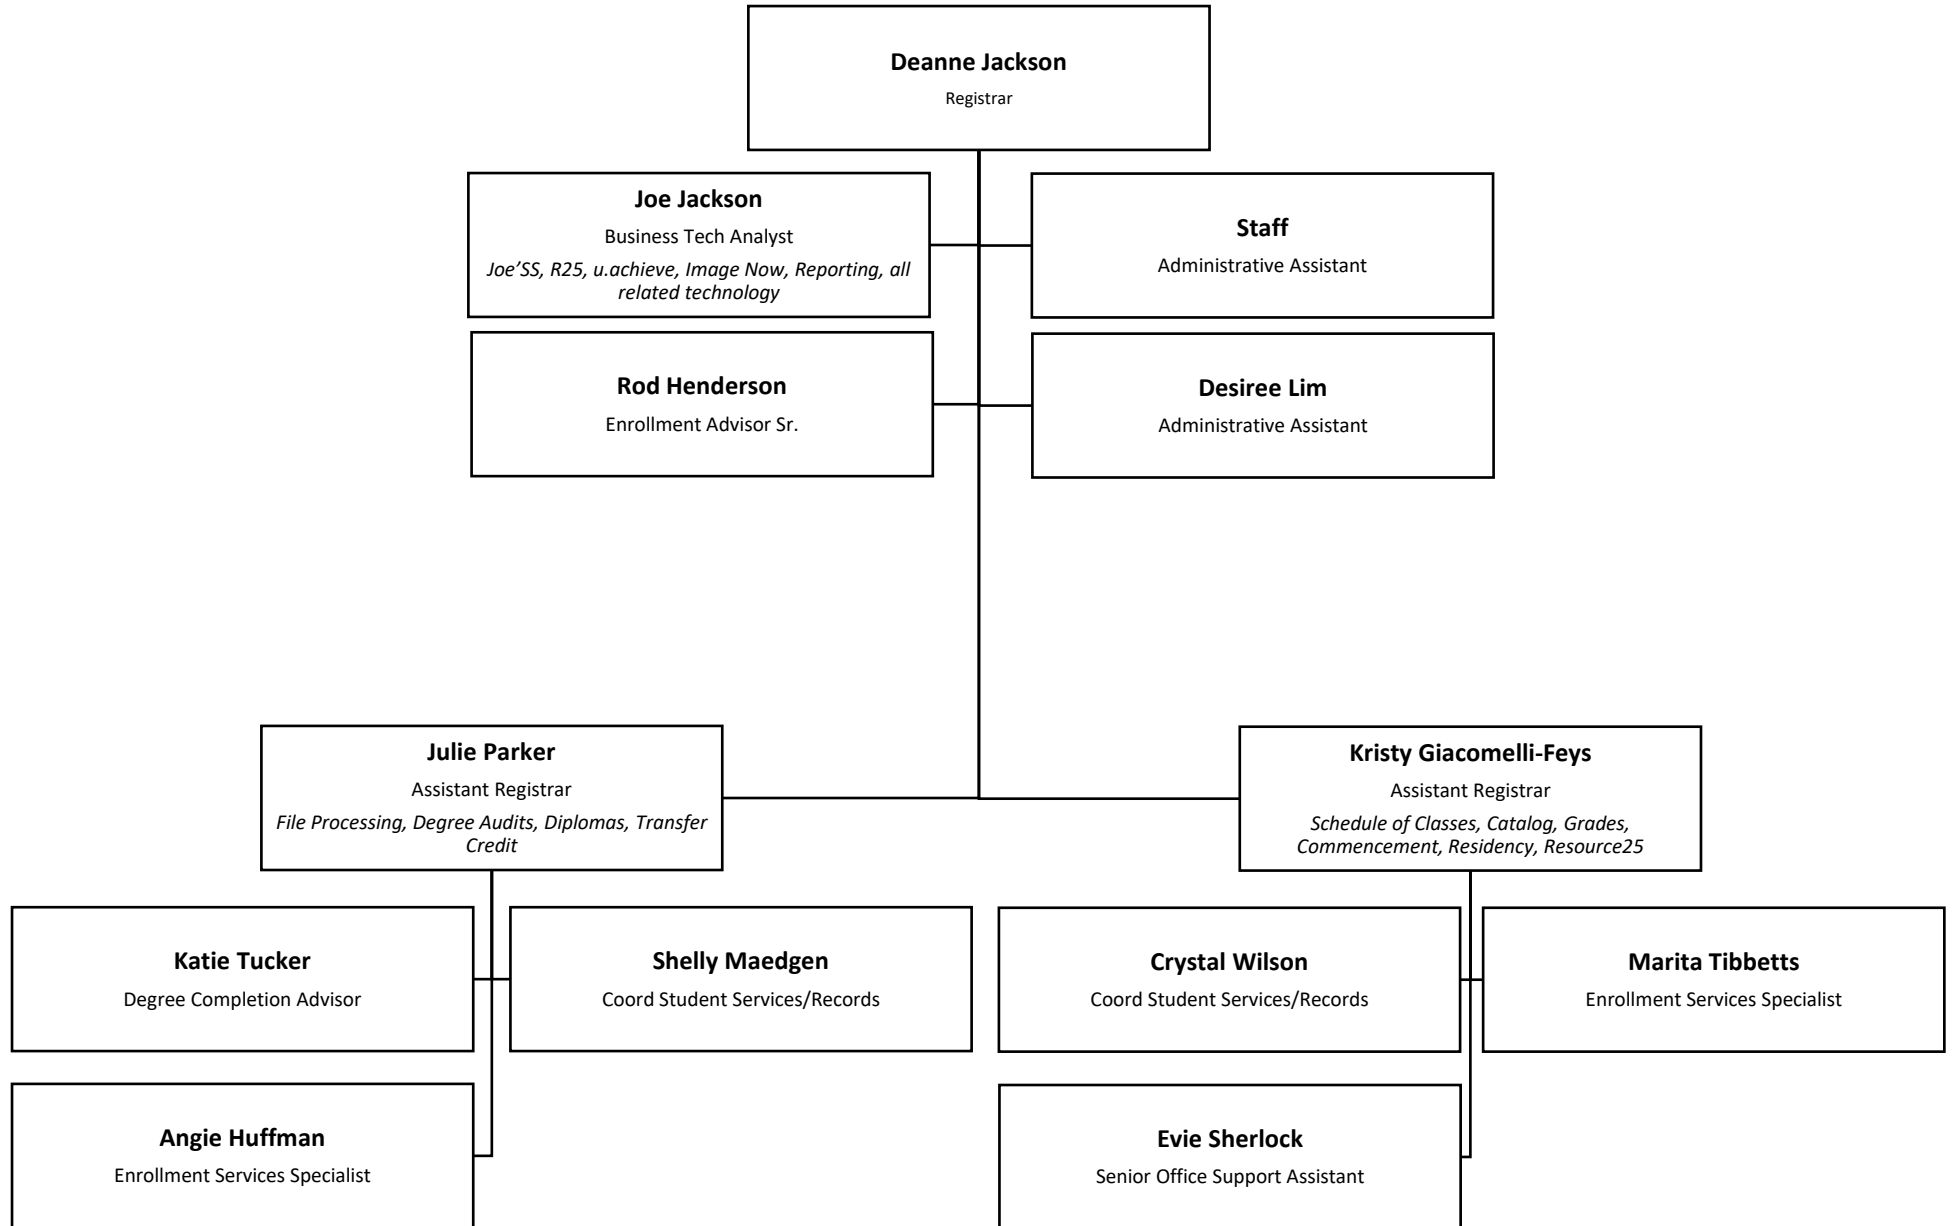 Deanne Jackson
Registrar
Joe Jackson
Business Tech Analyst
Joe’SS, R25, u.achieve, Image Now, Reporting, all
related technology
Staff
Administrative Assistant
Rod Henderson
Enrollment Advisor Sr.
Desiree Lim
Administrative Assistant
Julie Parker
Assistant Registrar
File Processing, Degree Audits, Diplomas, Transfer
Credit
Kristy Giacomelli-Feys
Assistant Registrar
Schedule of Classes, Catalog, Grades,
Commencement, Residency, Resource25
Katie Tucker
Degree Completion Advisor
Shelly Maedgen
Coord Student Services/Records
Crystal Wilson
Coord Student Services/Records
Marita Tibbetts
Enrollment Services Specialist
Angie Huffman
Enrollment Services Specialist
Evie Sherlock
Senior Office Support Assistant